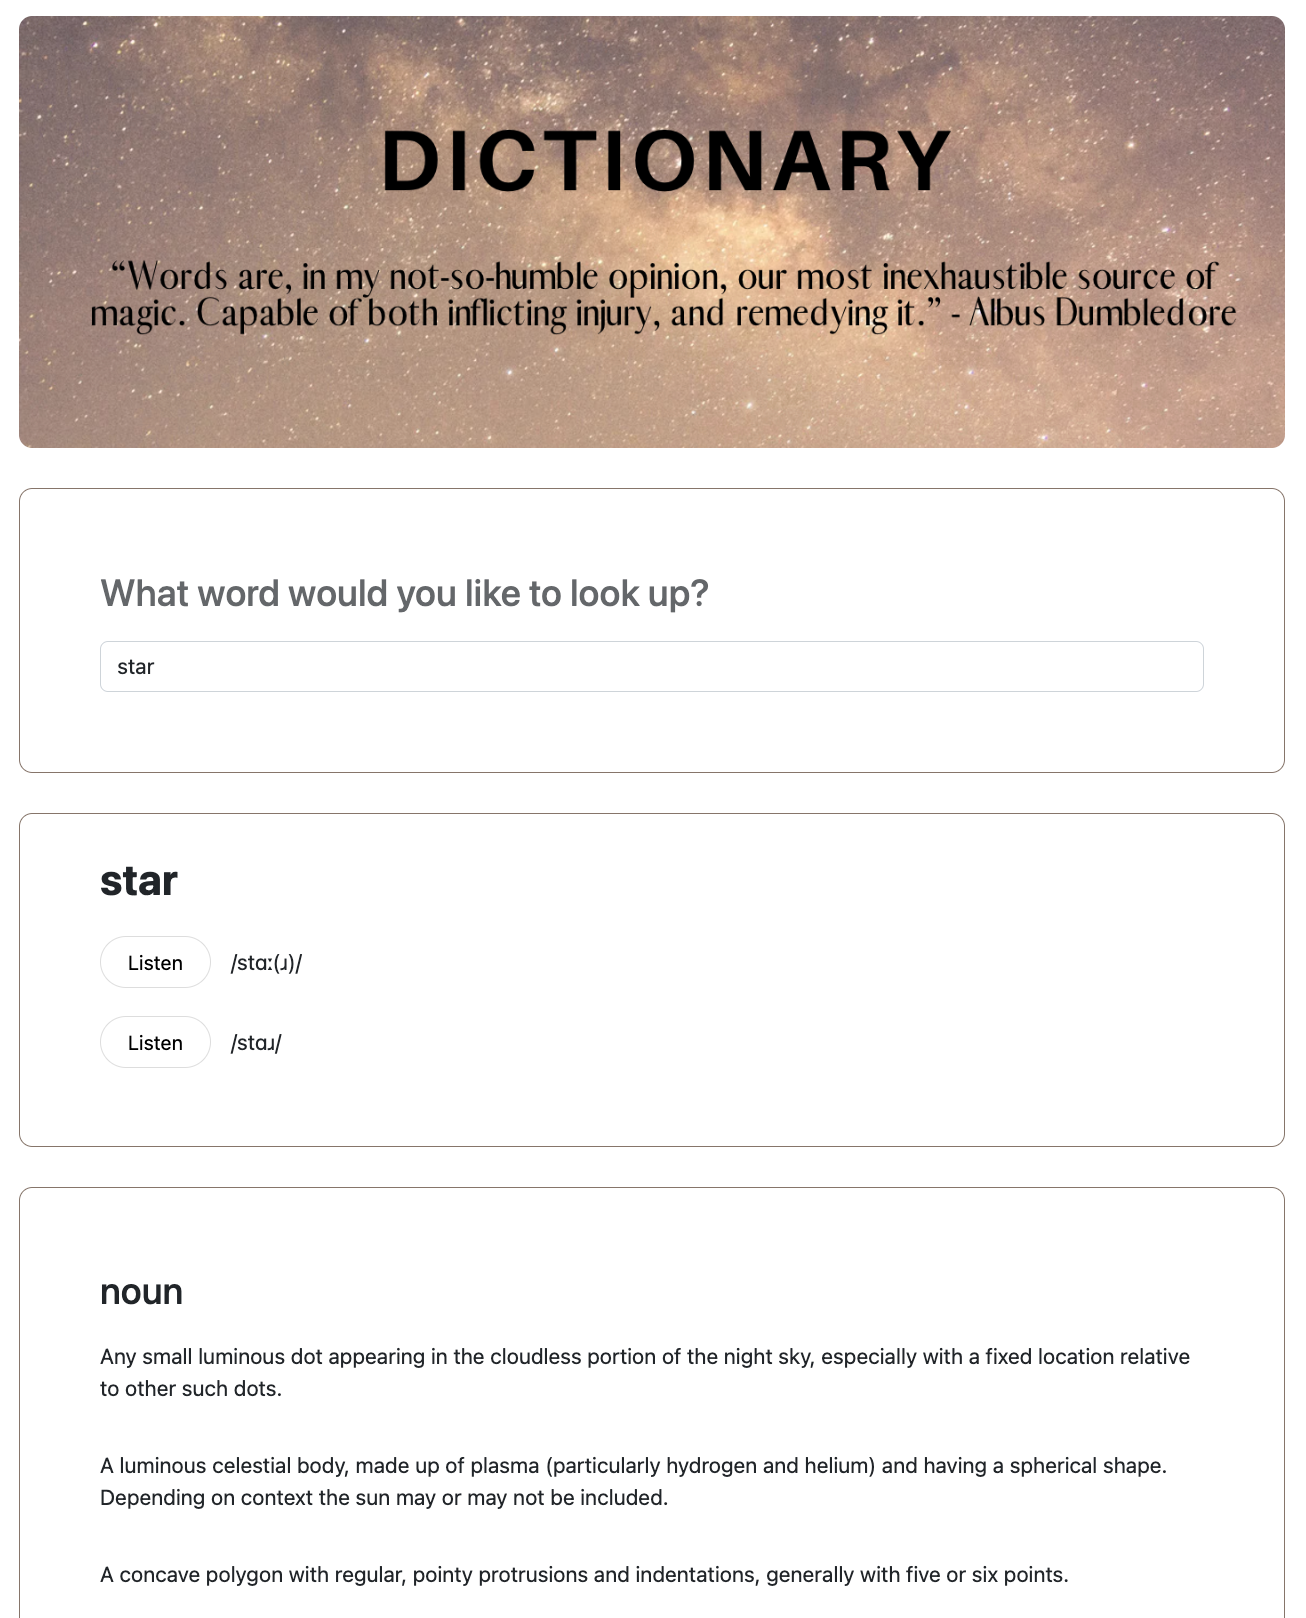 DICTIONARY
“Words are, in my not-so-humble opinion, our most inexhaustible source of
magic. Capable of both inflicting injury, and remedying it.” - Albus Dumbledore
What word would you like to look up?
star
star
Listen /stɑː(ɹ)/
Listen /stɑɹ/
noun
Any small luminous dot appearing in the cloudless portion of the night sky, especially with a fixed location relative
to other such dots.
A luminous celestial body, made up of plasma (particularly hydrogen and helium) and having a spherical shape.
Depending on context the sun may or may not be included.
A concave polygon with regular, pointy protrusions and indentations, generally with five or six points.